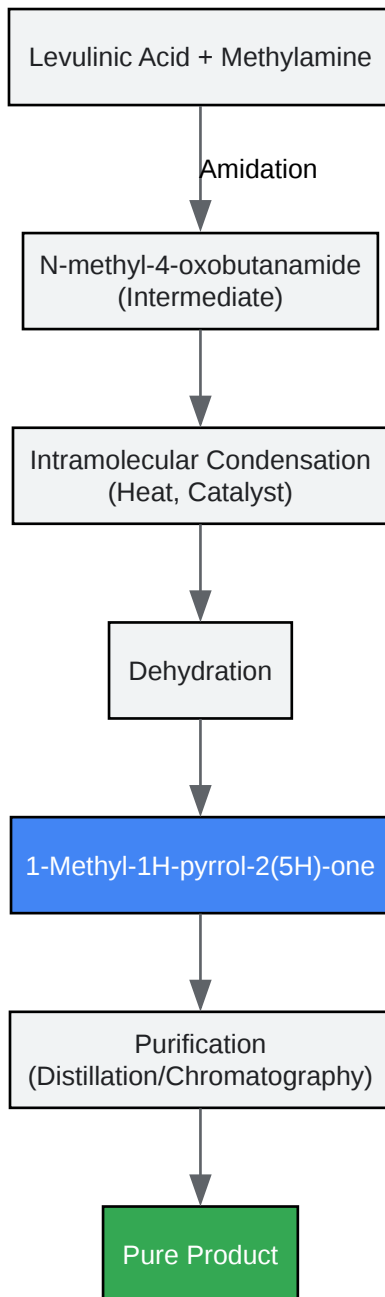 Levulinic Acid + Methylamine
Amidation
N-methyl-4-oxobutanamide
(Intermediate)
Intramolecular Condensation
(Heat, Catalyst)
Dehydration
1-Methyl-1H-pyrrol-2(5H)-one
Purification
(Distillation/Chromatography)
Pure Product